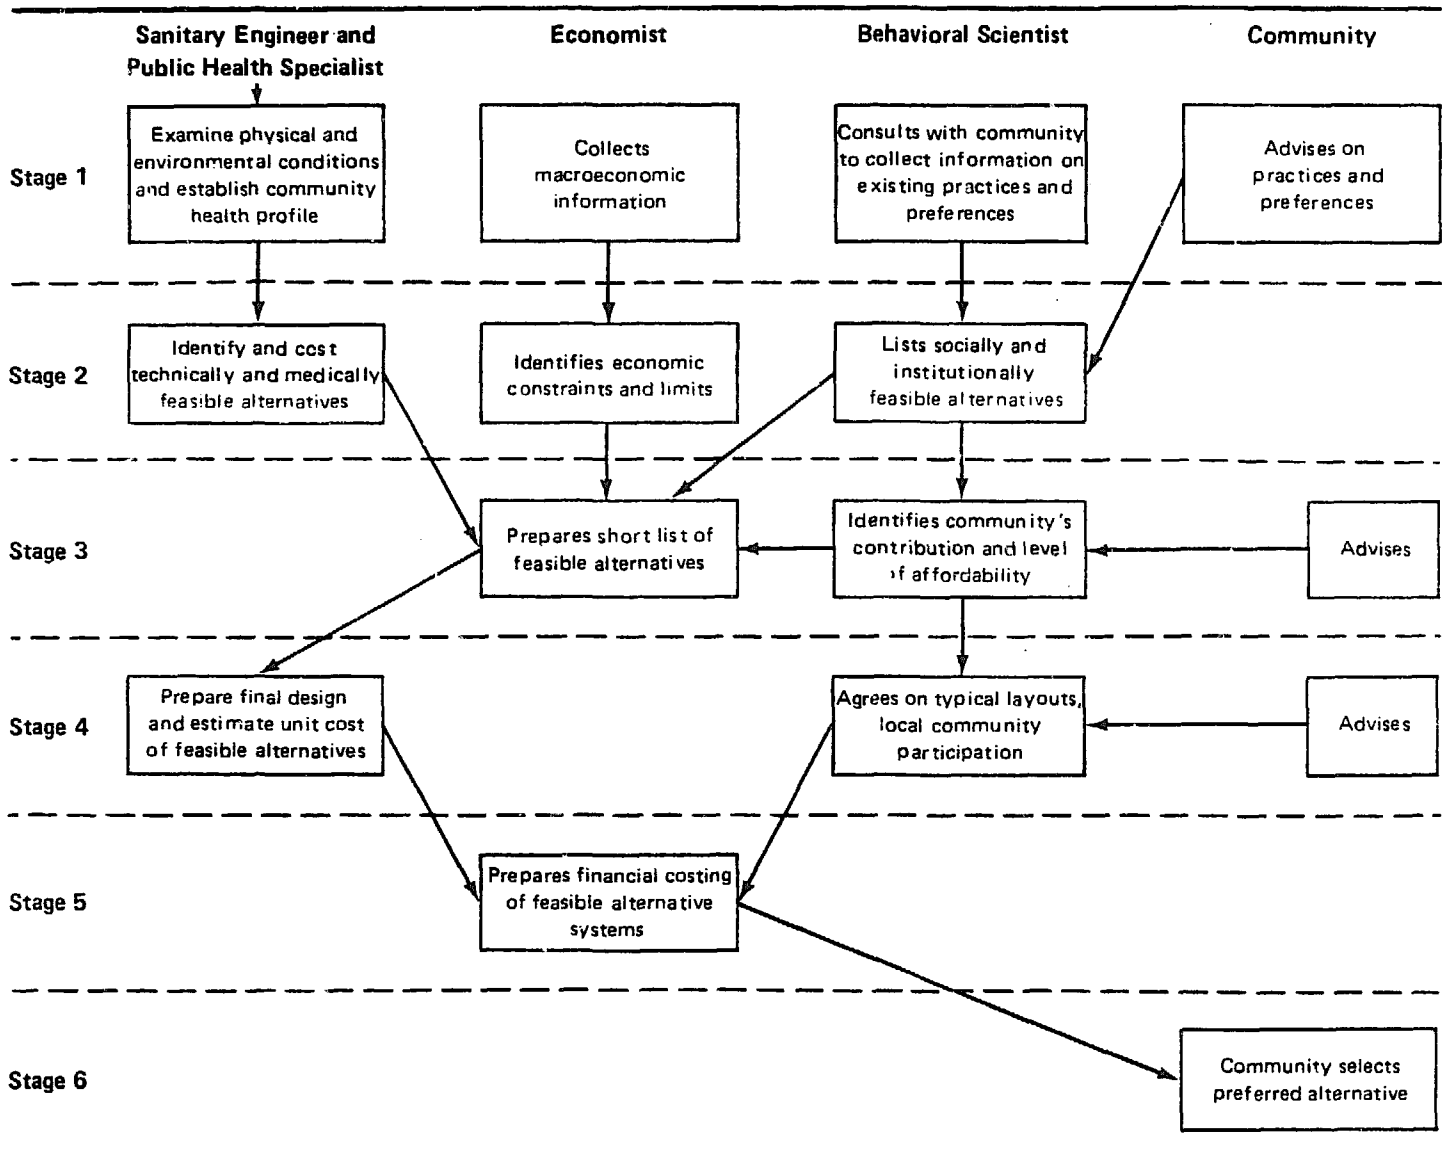 Sanitary Engineer and
Public Health Specialist
Economist
Behavioral Scientist
Community
Stage 1
Examine physical and
environmental conditions
and establish community
health profile
Collects
macroeconomic
information
Consults with community
to collect information on
existing practices and
preferences
Advises on
practices and
preferences
Stage 2
Identify and cost
technically and medically
feasible alternatives
Identifies economic
constraints and limits
Lists socially and
institutionally
feasible alternatives
Stage 3
Prepares short list of
feasible alternatives
Identifies community's
contribution and level
of affordability
Advises
Stage 4
Prepare final design
and estimate unit cost
of feasible alternatives
Agrees on typical layouts,
local community
participation
Advises
Stage 5
Prepares financial costing
of feasible alternative
systems
Stage 6
Community selects
preferred alternative